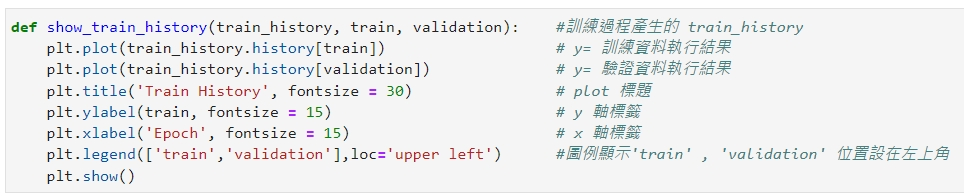 def show_train_history(train_history, train, validation):    #訓練過程產生的 train_history
    plt.plot(train_history.history[train])                   # y= 訓練資料執行結果
    plt.plot(train_history.history[validation])              # y= 驗證資料執行結果
    plt.title('Train History', fontsize = 30)                # plot 標題
    plt.ylabel(train, fontsize = 15)                         # y 軸標籤
    plt.xlabel('Epoch', fontsize = 15)                       # x 軸標籤
    plt.legend(['train','validation'],loc='upper left')      #圖例顯示'train' , 'validation' 位置設在左上角
    plt.show()